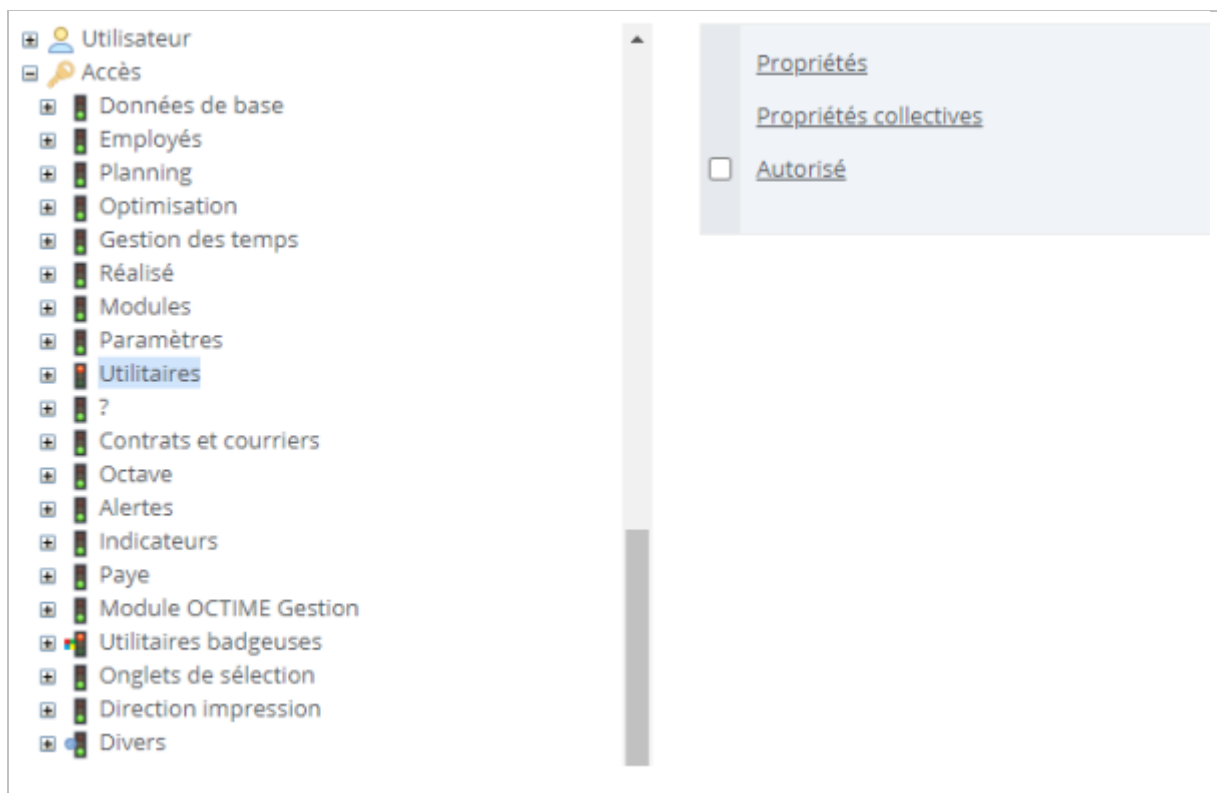 Utilisateur
Accès
Données de base
Employés
Planning
Optimisation
Gestion des temps
Réalisé
Modules
Paramètres
Utilitaires
?
Contrats et courriers
Octave
Alertes
Indicateurs
Paye
Module OCTIME Gestion
Utilitaires badgeuses
Onglets de sélection
Direction impression
Divers
Propriétés
Propriétés collectives
Autorisé